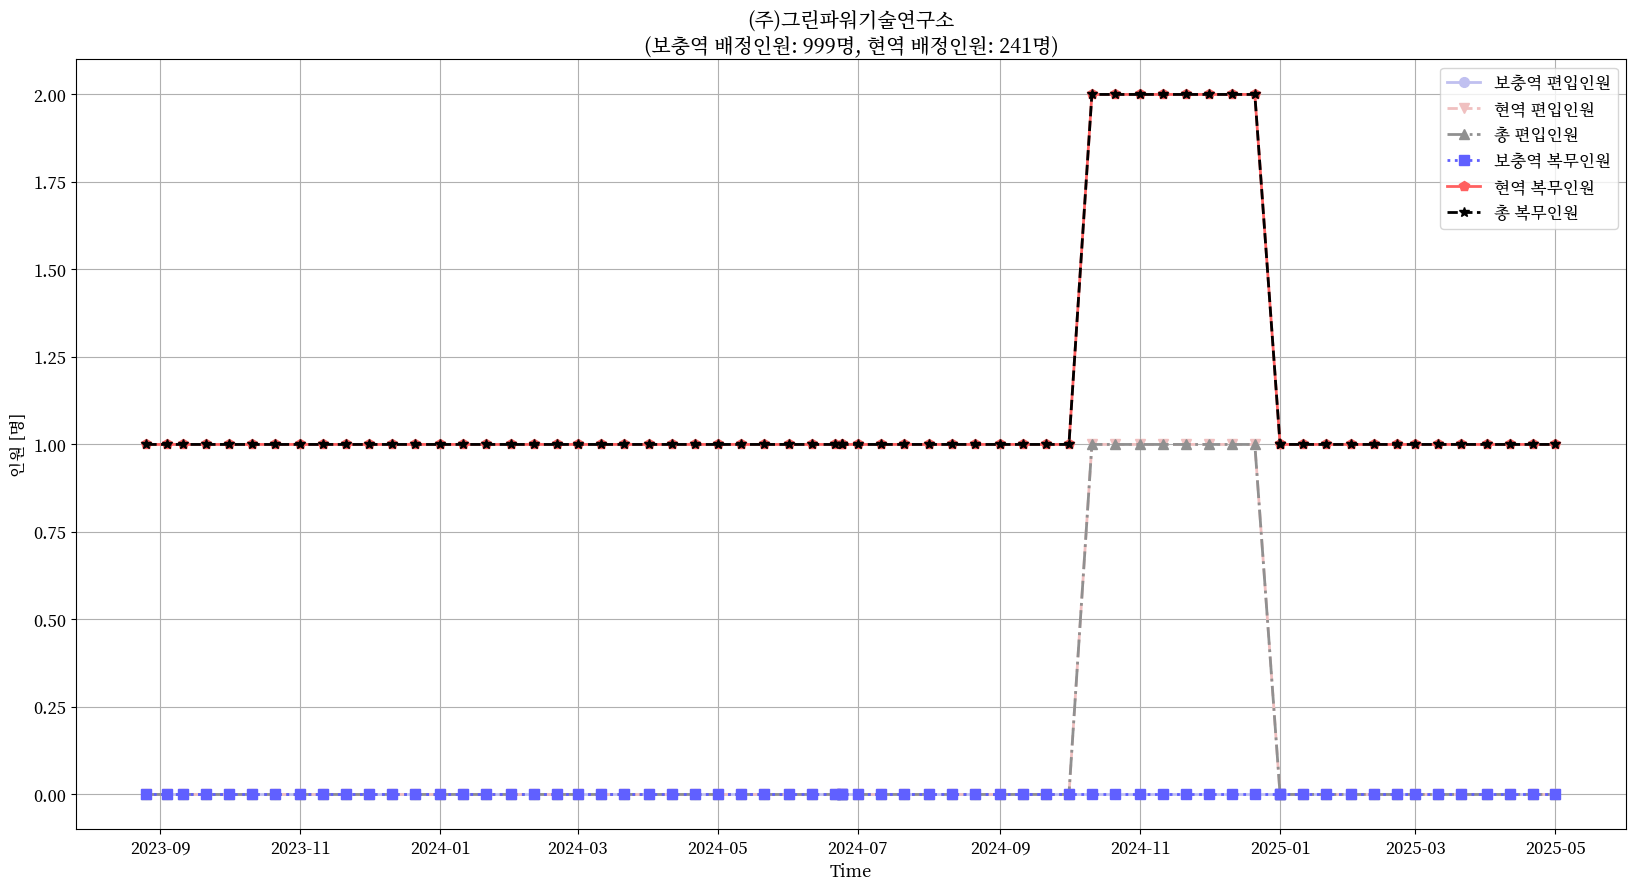 (주)그린파워기술연구소
(보충역 배정인원: 999명, 현역 배정인원: 241명)
보충역 편입인원
현역 편입인원
총 편입인원
보충역 복무인원
현역 복무인원
총 복무인원
인원 [명]
2.00
1.75
1.50
1.25
1.00
0.75
0.50
0.25
0.00
2023-09 2023-11 2024-01 2024-03 2024-05 2024-07 2024-09 2024-11 2025-01 2025-03 2025-05
Time